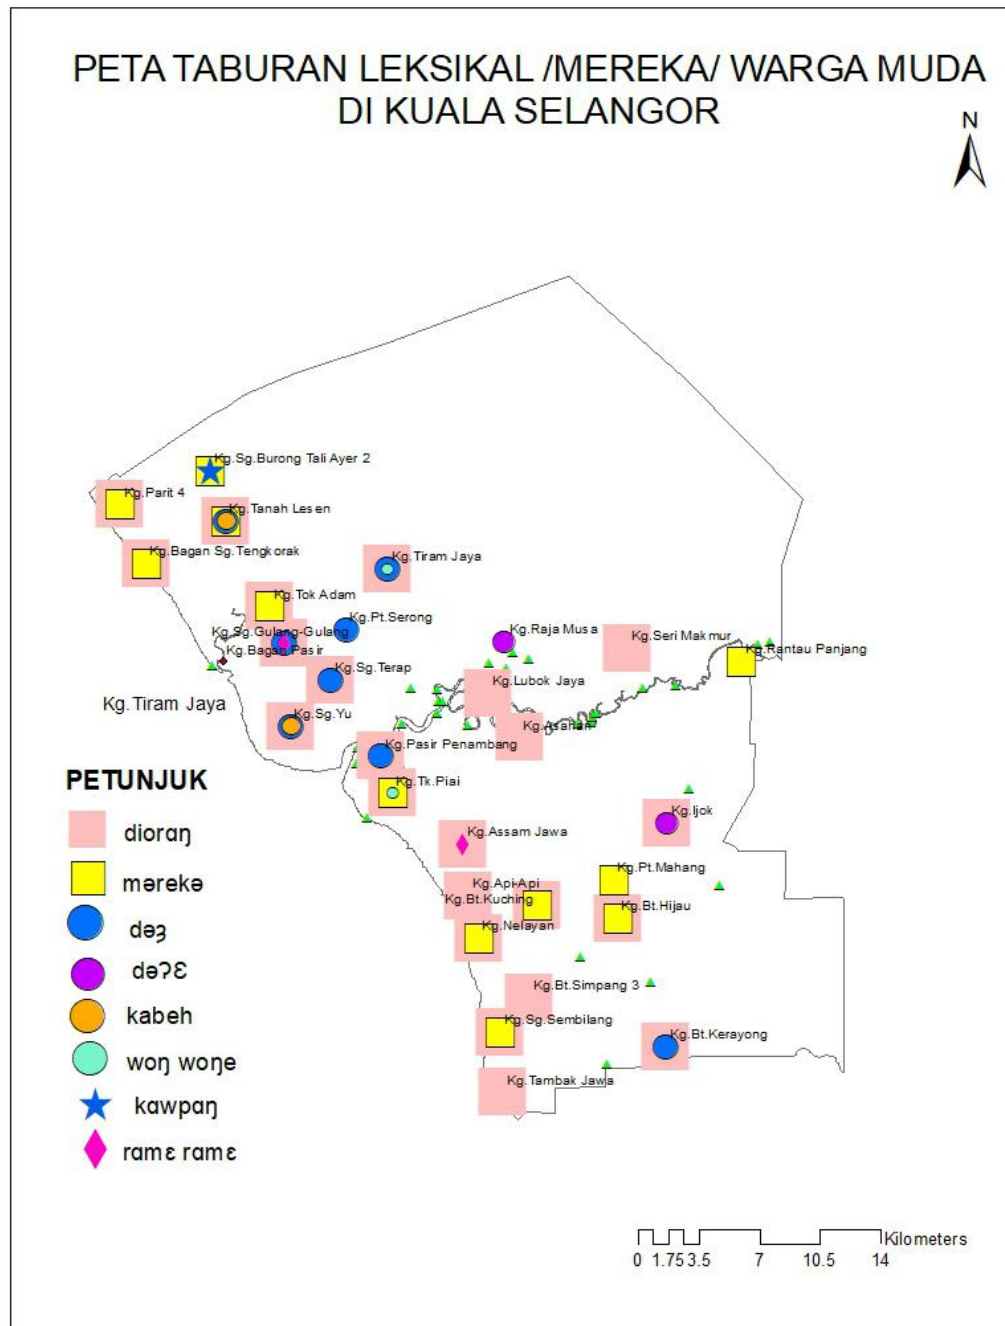 PETA TABURAN LEKSIKAL /MEREKA/ WARGA MUDA
DI KUALA SELANGOR
N
Kg.Sg.Burong Tali Ayer 2
Kg.Parit 4
Kg.Tanah Lesen
Kg.Bagan Sg.Tengkorak
Kg.Tiram Jaya
Kg.Tok Adam
Kg.Pt.Serong
Kg.Sg.Gulang-Gulang
Kg.Raja Musa
Kg.Seri Makmur
Kg.Bagan Pasir
Kg.Rantau Panjang
Kg.Sg.Terap
Kg.Lubok Jaya
Kg.Tiram Jaya
Kg.Sg.Yu
Kg.Asahan
Kg.Pasir Penambang
Kg.Tk.Piai
Kg.Ijok
Kg.Assam Jawa
Kg.Pt.Mahang
Kg.Api-Api
Kg.Bt.Kuching
Kg.Bt.Hijau
Kg.Nelayan
Kg.Bt.Simpang 3
Kg.Sg.Sembilang
Kg.Bt.Kerayong
Kg.Tambak Jawa
PETUNJUK
diorɑŋ
mərekə
dəʒ
dəʔƐ
kabeh
woŋ woŋe
kɑwpɑŋ
rɑmɛ rɑmɛ
Kilometers
0 1.75 3.5 7 10.5 14